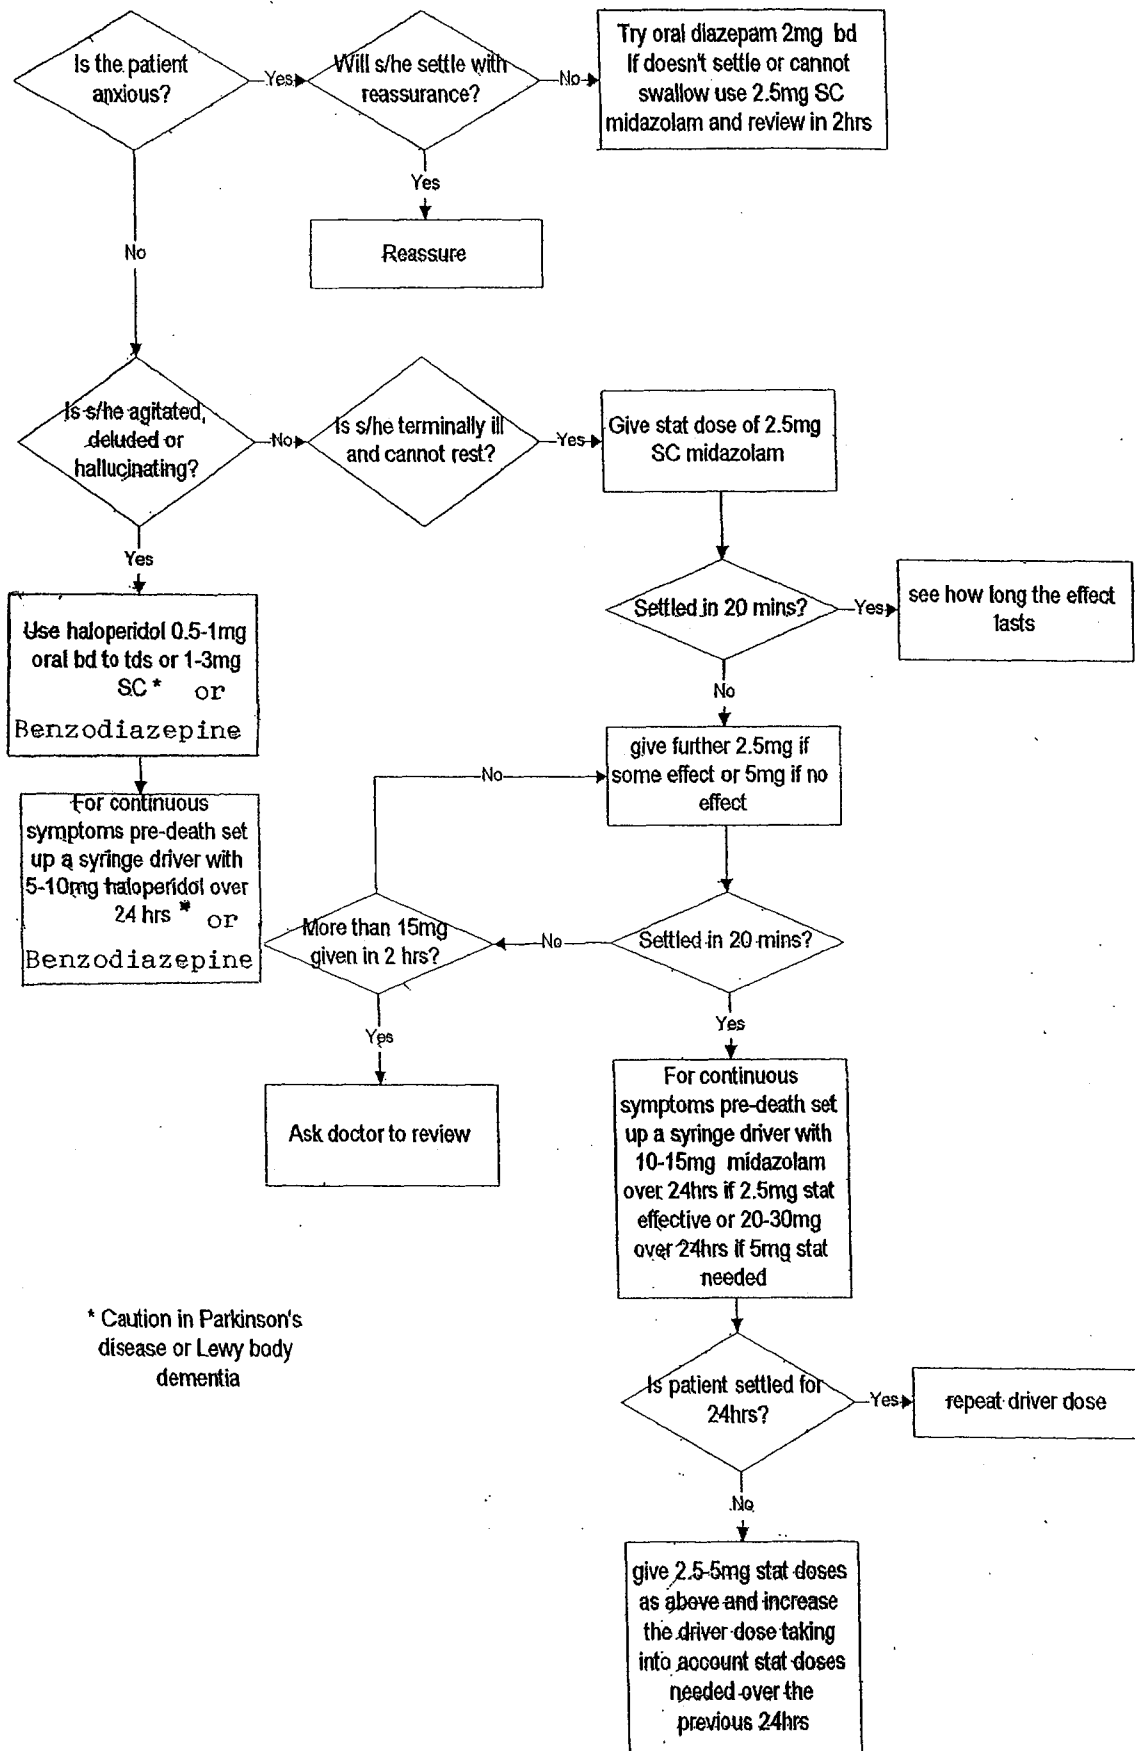 Is the patient
anxious?
Yes
Will s/he settle with
reassurance?
No
Try oral diazepam 2mg bd
If doesn't settle or cannot
swallow use 2.5mg SC
midazolam and review in 2hrs
Yes
Reassure
No
Is s/he agitated,
deluded or
hallucinating?
No
Is s/he terminally ill
and cannot rest?
Yes
Give stat dose of 2.5mg
SC midazolam
Yes
Use haloperidol 0.5-1mg
oral bd to tds or 1-3mg
SC * or
Benzodiazepine
Settled in 20 mins?
Yes
see how long the effect
lasts
No
give further 2.5mg if
some effect or 5mg if no
effect
No
For continuous
symptoms pre-death set
up a syringe driver with
5-10mg haloperidol over
24 hrs * or
Benzodiazepine
More than 15mg
given in 2 hrs?
No
Settled in 20 mins?
Yes
Ask doctor to review
Yes
For continuous
symptoms pre-death set
up a syringe driver with
10-15mg midazolam
over 24hrs if 2.5mg stat
effective or 20-30mg
over 24hrs if 5mg stat
needed
* Caution in Parkinson's
disease or Lewy body
dementia
Is patient settled for
24hrs?
Yes
repeat driver dose
No
give 2.5-5mg stat doses
as above and increase
the driver dose taking
into account stat doses
needed over the
previous 24hrs